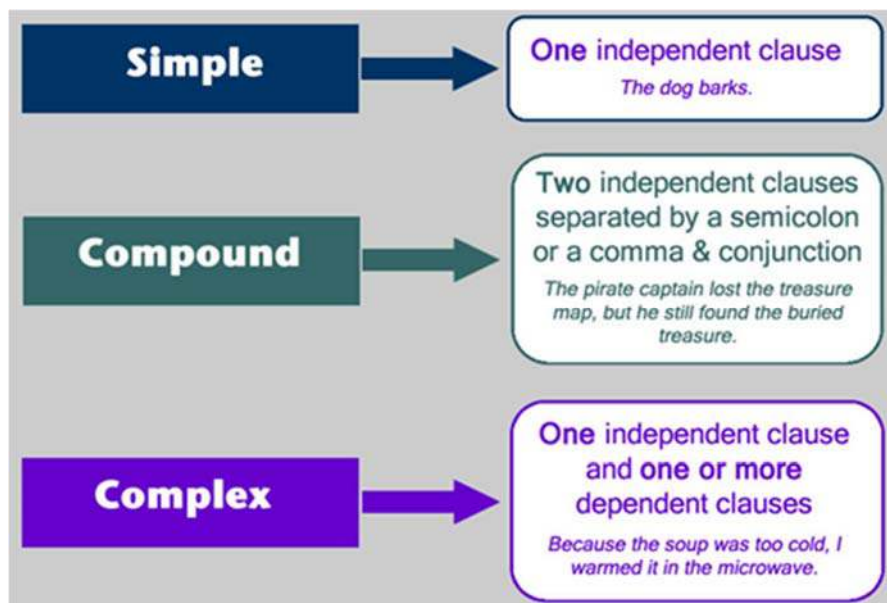 Simple
One independent clause
The dog barks.
Compound
Two independent clauses
separated by a semicolon
or a comma & conjunction
The pirate captain lost the treasure
map, but he still found the buried
treasure.
Complex
One independent clause
and one or more
dependent clauses
Because the soup was too cold, I
warmed it in the microwave.